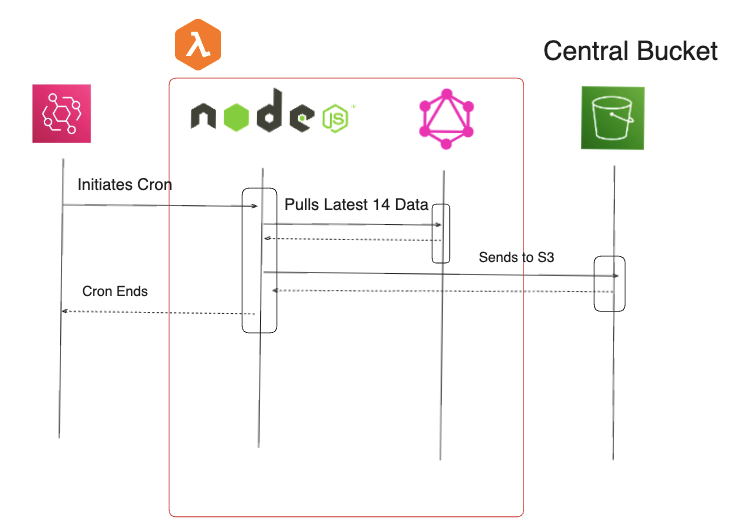 Central Bucket
node
JS
Initiates Cron
Pulls Latest 14 Data
Sends to S3
Cron Ends